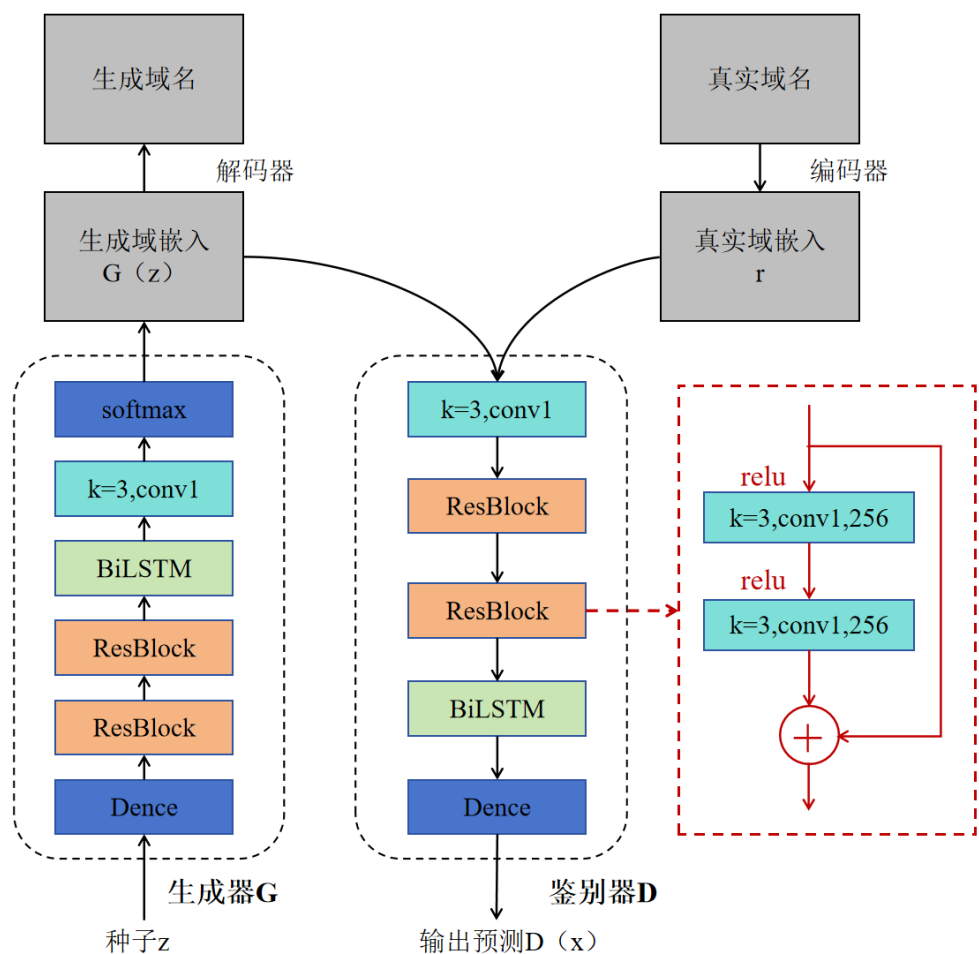 生成域名
真实域名
解码器
编码器
生成域嵌入
G（z）
真实域嵌入
r
softmax
k=3,conv1
BiLSTM
ResBlock
ResBlock
Dence
生成器G
种子z
k=3,conv1
ResBlock
ResBlock
BiLSTM
Dence
鉴别器D
输出预测D（x）
relu
k=3,conv1,256
relu
k=3,conv1,256